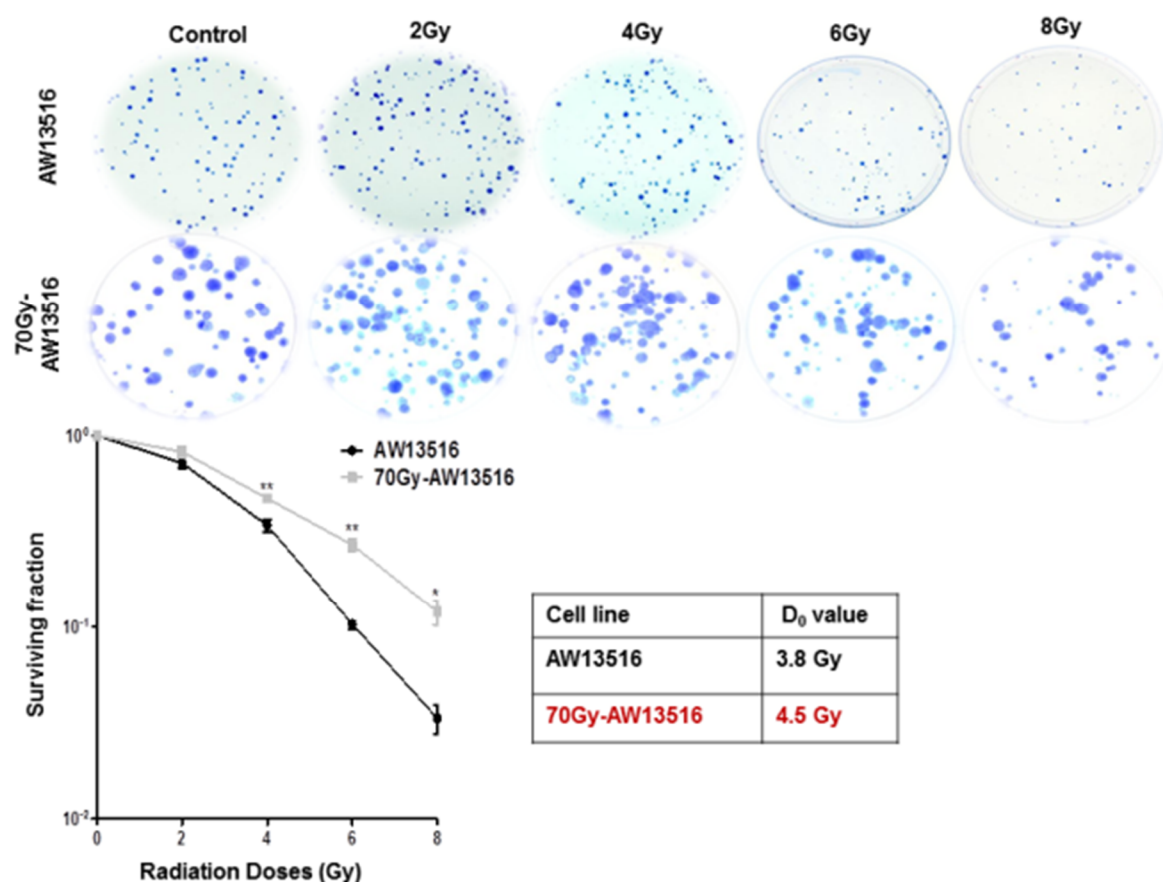 Control 2Gy 4Gy 6Gy 8Gy
AW13516
70Gy-
AW13516
AW13516
70Gy-AW13516
**
**
*
Surviving fraction
10⁰
10⁻¹
10⁻²
0 2 4 6 8
Radiation Doses (Gy)
Cell line D₀ value
AW13516 3.8 Gy
70Gy-AW13516 4.5 Gy